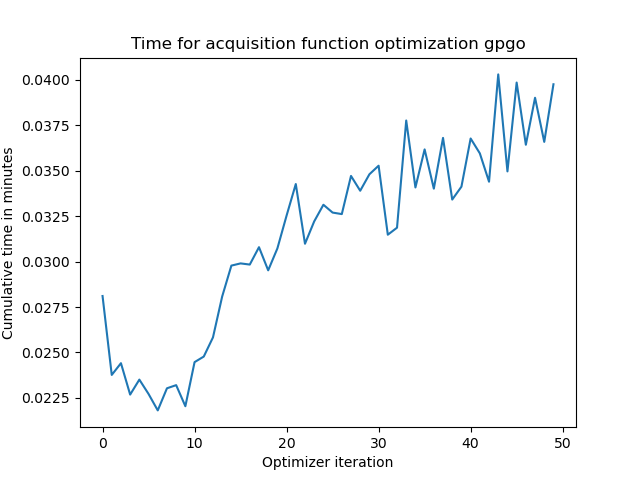 Time for acquisition function optimization gpgo
Cumulative time in minutes
0.0400
0.0375
0.0350
0.0325
0.0300
0.0275
0.0250
0.0225
0 10 20 30 40 50
Optimizer iteration